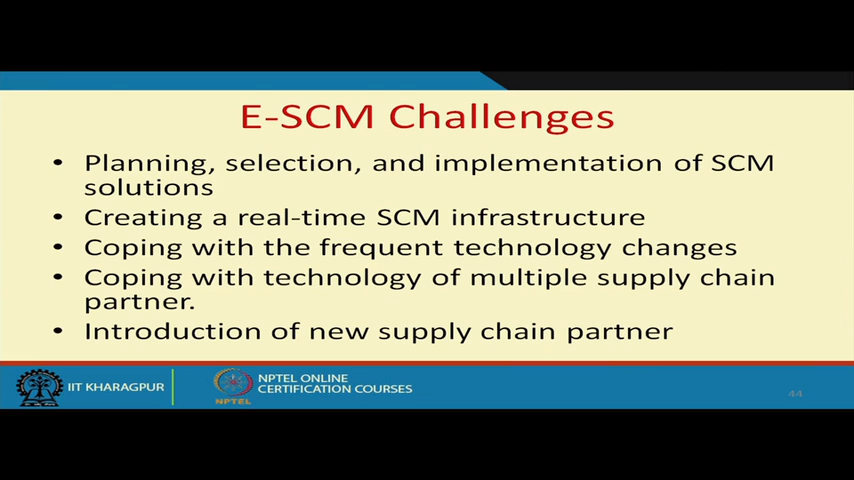 E-SCM Challenges
• Planning, selection, and implementation of SCM
solutions
• Creating a real-time SCM infrastructure
• Coping with the frequent technology changes
• Coping with technology of multiple supply chain
partner.
• Introduction of new supply chain partner
IIT KHARAGPUR
NPTEL
NPTEL ONLINE
CERTIFICATION COURSES
44